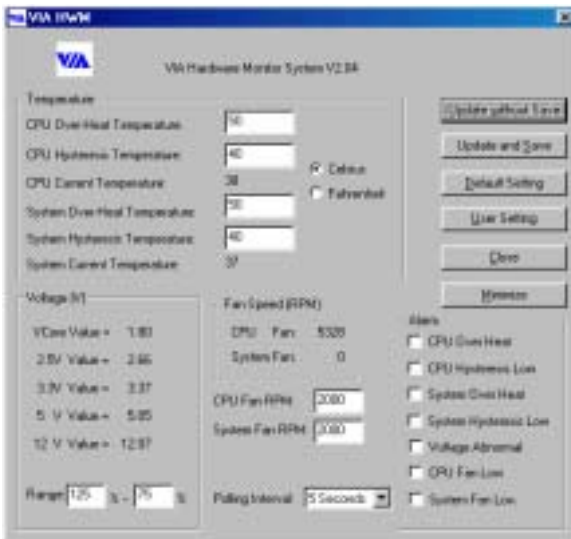 VIA HWM
VIA
VIA Hardware Monitor System V2.04
Temperature
CPU Over Heat Temperature: 50
CPU Hysteresis Temperature: 40
CPU Current Temperature: 38
System Over Heat Temperature: 50
System Hysteresis Temperature: 40
System Current Temperature: 37
Celsius
Fahrenheit
Update without Save
Update and Save
Default Setting
User Setting
Close
Minimize
Voltage (V)
VCore Value = 1.80
2.5V Value = 2.66
3.3V Value = 3.37
5 V Value = 5.05
12 V Value = 12.07
Range 125 % - 75 %
Fan Speed (RPM)
CPU Fan: 5328
System Fan: 0
CPU Fan RPM: 2000
System Fan RPM: 2000
Polling Interval 5 Seconds
Alarm
CPU Over Heat
CPU Hysteresis Low
System Over Heat
System Hysteresis Low
Voltage Abnormal
CPU Fan Low
System Fan Low